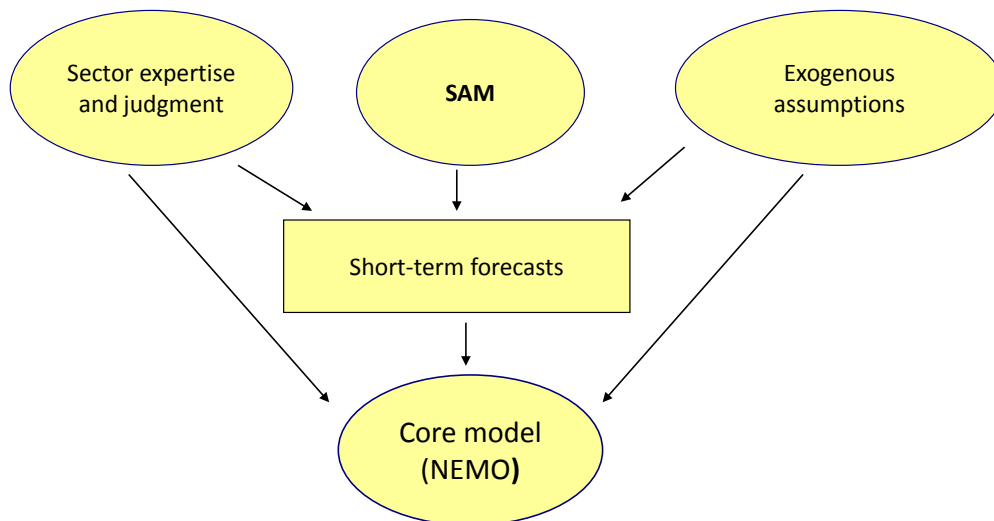 Sector expertise
and judgment
SAM
Exogenous
assumptions
Short-term forecasts
Core model
(NEMO)